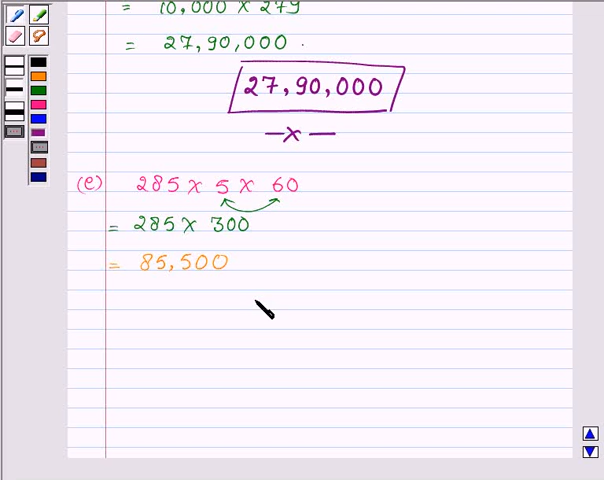 = 10,000 × 279
= 27,90,000 .
27,90,000
—x—
(e) 285 × 5 × 60
= 285 × 300
= 85,500